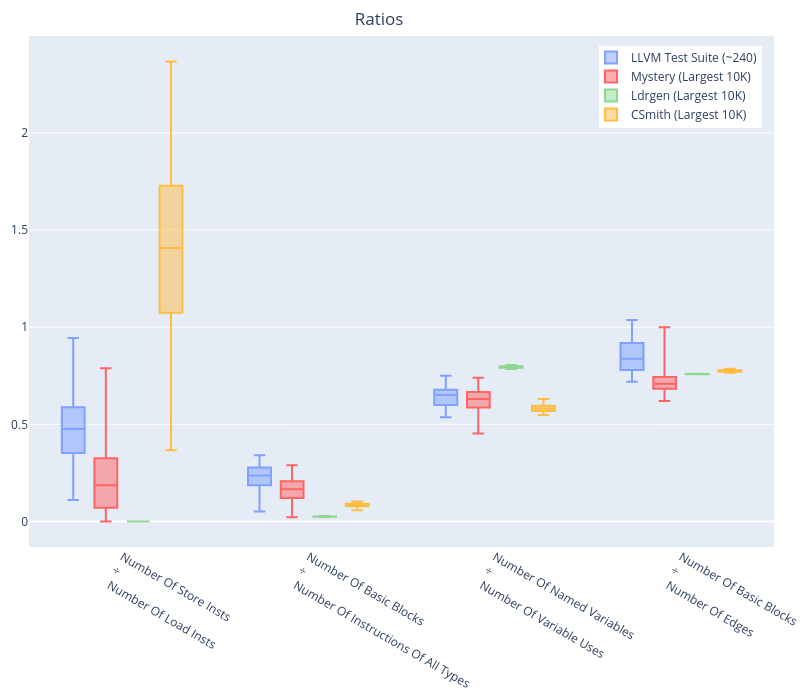 Ratios
LLVM Test Suite (~240)
Mystery (Largest 10K)
Ldrgen (Largest 10K)
CSmith (Largest 10K)
2
1.5
1
0.5
0
Number Of Store Insts
÷
Number Of Load Insts
Number Of Basic Blocks
÷
Number Of Instructions Of All Types
Number Of Named Variables
÷
Number Of Variable Uses
Number Of Basic Blocks
÷
Number Of Edges